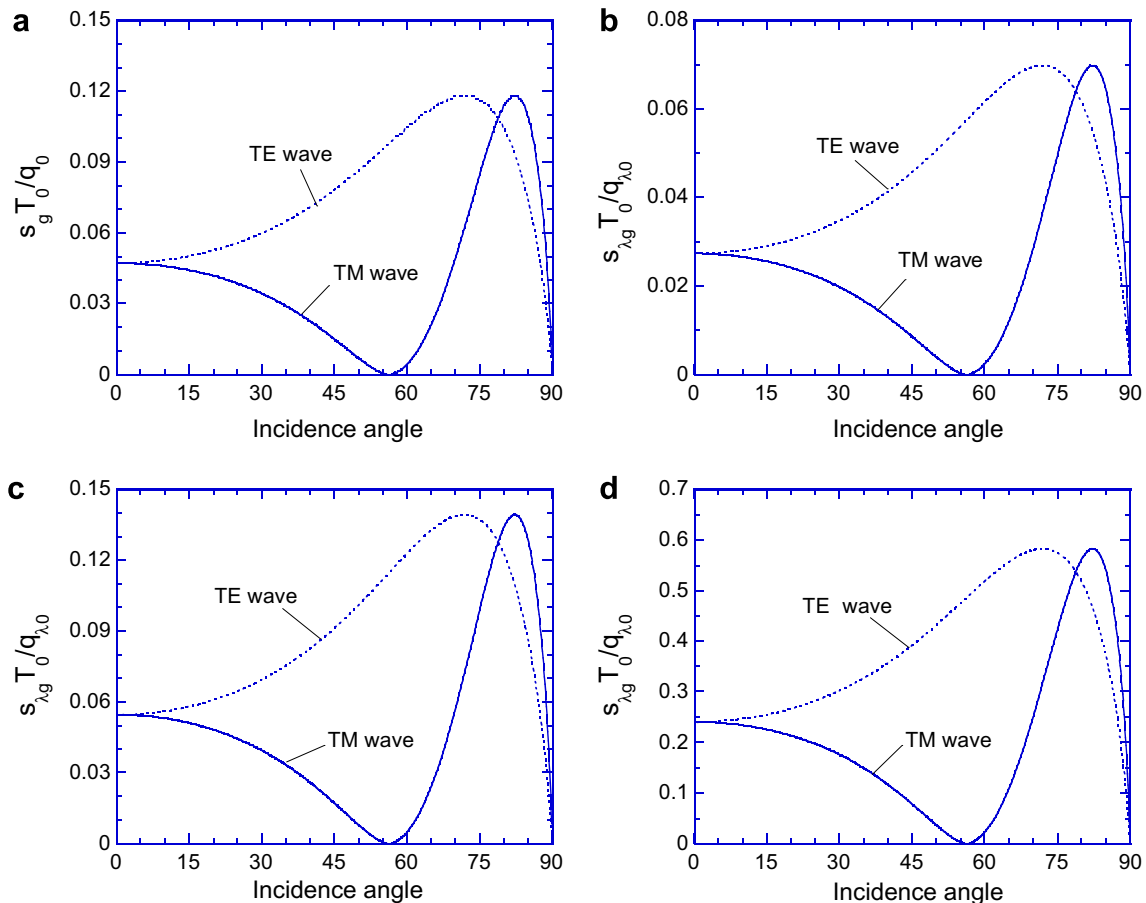 a
0.15
0.12
0.09
0.06
0.03
0
s_g T_0/q_0
TE wave
TM wave
0 15 30 45 60 75 90
Incidence angle
b
0.08
0.06
0.04
0.02
0
s_λg T_0/q_λ0
TE wave
TM wave
0 15 30 45 60 75 90
Incidence angle
c
0.15
0.12
0.09
0.06
0.03
0
s_λg T_0/q_λ0
TE wave
TM wave
0 15 30 45 60 75 90
Incidence angle
d
0.7
0.6
0.5
0.4
0.3
0.2
0.1
0
s_λg T_0/q_λ0
TE wave
TM wave
0 15 30 45 60 75 90
Incidence angle